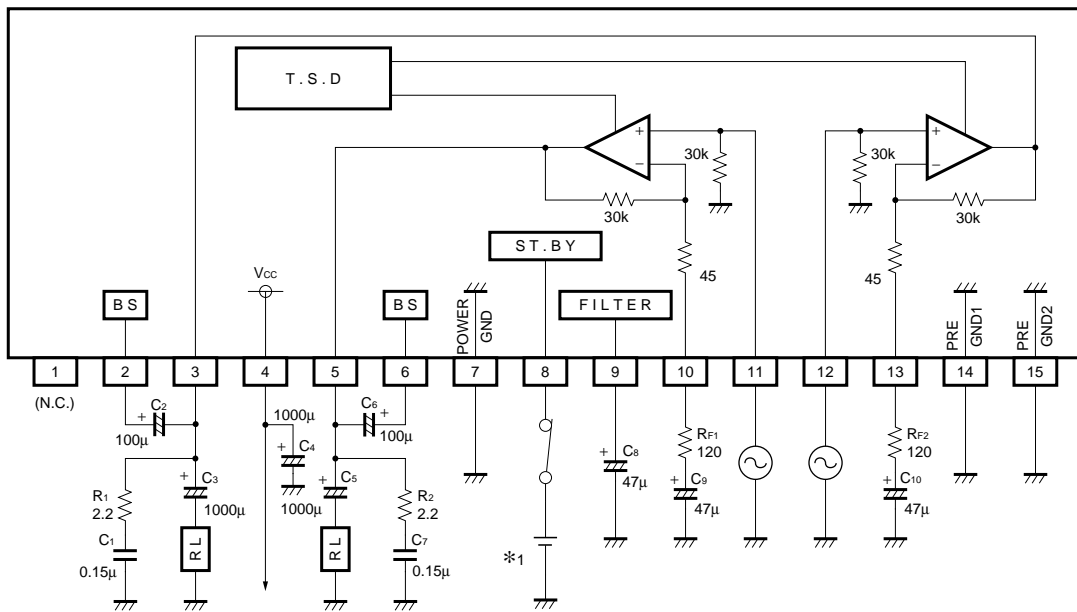 T.S.D
+
−
30k
30k
45
+
−
30k
30k
45
ST.BY
Vcc
BS
BS
POWER
GND
FILTER
PRE
GND1
PRE
GND2
1
2
3
4
5
6
7
8
9
10
11
12
13
14
15
(N.C.)
+
C2
100μ
1000μ
+
C4
C6
+
100μ
R1
2.2
+
C3
1000μ
+
C5
1000μ
R2
2.2
C1
0.15μ
RL
RL
C7
0.15μ
*1
+
C8
47μ
RF1
120
+
C9
47μ
RF2
120
+
C10
47μ